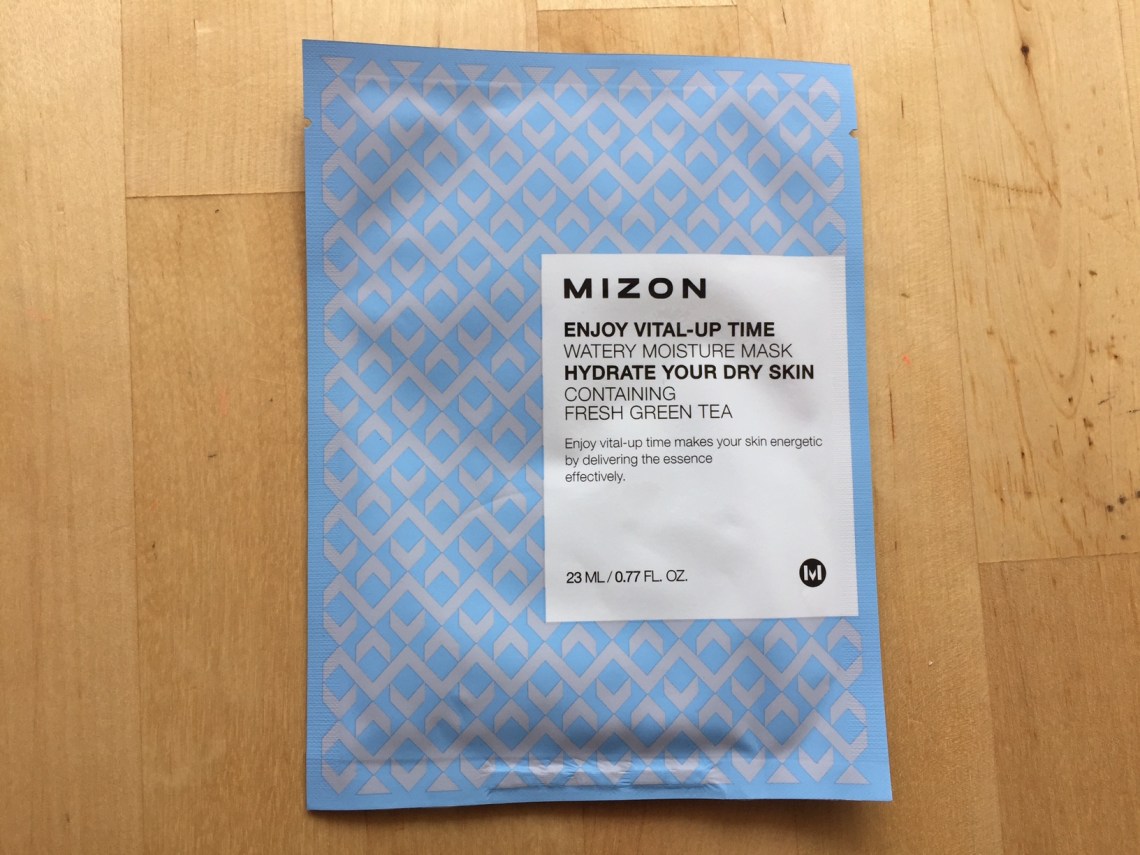 MIZON
ENJOY VITAL-UP TIME
WATERY MOISTURE MASK
HYDRATE YOUR DRY SKIN
CONTAINING
FRESH GREEN TEA
Enjoy vital-up time makes your skin energetic
by delivering the essence
effectively.
23 ML / 0.77 FL. OZ.
M